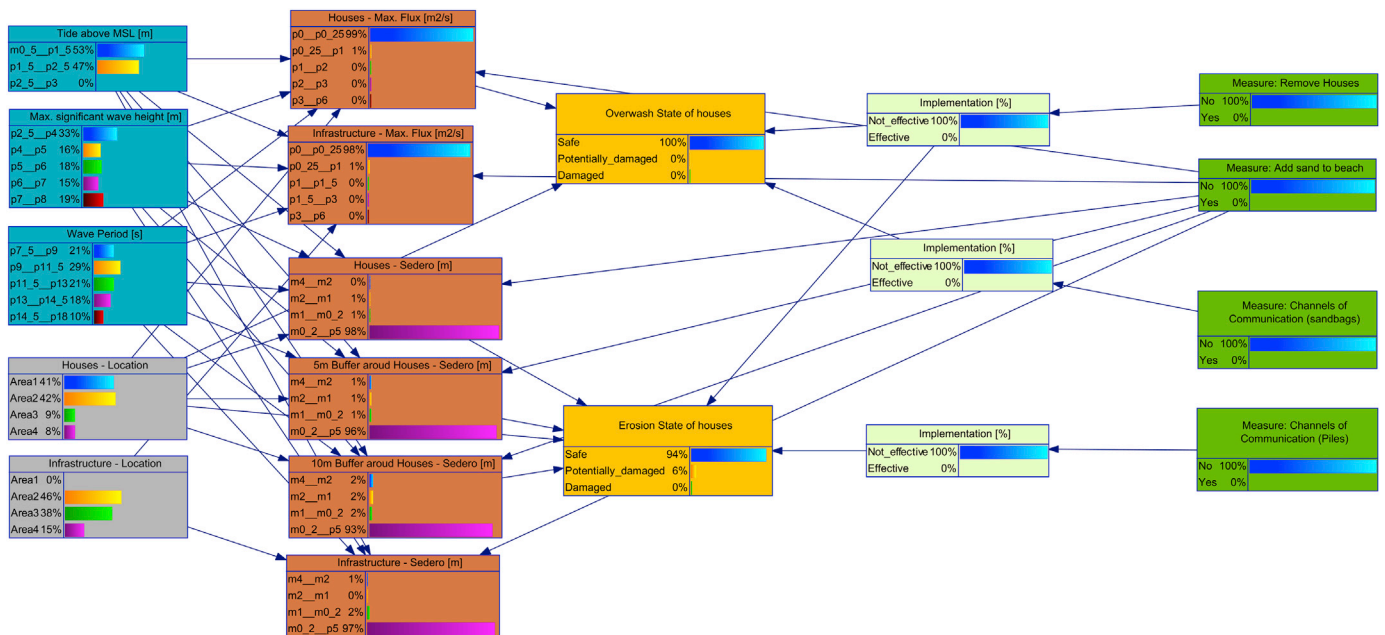 Tide above MSL [m]
m0_5__p1_5 53%
p1_5__p2_5 47%
p2_5__p3 0%
Max. significant wave height [m]
p2_5__p4 33%
p4__p5 16%
p5__p6 18%
p6__p7 15%
p7__p8 19%
Wave Period [s]
p7_5__p9 21%
p9__p11_5 29%
p11_5__p13 21%
p13__p14_5 18%
p14_5__p18 10%
Houses - Location
Area1 41%
Area2 42%
Area3 9%
Area4 8%
Infrastructure - Location
Area1 0%
Area2 46%
Area3 38%
Area4 15%
Houses - Max. Flux [m2/s]
p0__p0_25 99%
p0_25__p1 1%
p1__p2 0%
p2__p3 0%
p3__p6 0%
Infrastructure - Max. Flux [m2/s]
p0__p0_25 98%
p0_25__p1 1%
p1__p1_5 0%
p1_5__p3 0%
p3__p6 0%
Houses - Sedero [m]
m4__m2 0%
m2__m1 1%
m1__m0_2 1%
m0_2__p5 98%
5m Buffer aroud Houses - Sedero [m]
m4__m2 1%
m2__m1 1%
m1__m0_2 1%
m0_2__p5 96%
10m Buffer aroud Houses - Sedero [m]
m4__m2 2%
m2__m1 2%
m1__m0_2 2%
m0_2__p5 93%
Infrastructure - Sedero [m]
m4__m2 1%
m2__m1 0%
m1__m0_2 2%
m0_2__p5 97%
Overwash State of houses
Safe 100%
Potentially_damaged 0%
Damaged 0%
Erosion State of houses
Safe 94%
Potentially_damaged 6%
Damaged 0%
Implementation [%]
Not_effective 100%
Effective 0%
Implementation [%]
Not_effective 100%
Effective 0%
Implementation [%]
Not_effective 100%
Effective 0%
Measure: Remove Houses
No 100%
Yes 0%
Measure: Add sand to beach
No 100%
Yes 0%
Measure: Channels of
Communication (sandbags)
No 100%
Yes 0%
Measure: Channels of
Communication (Piles)
No 100%
Yes 0%